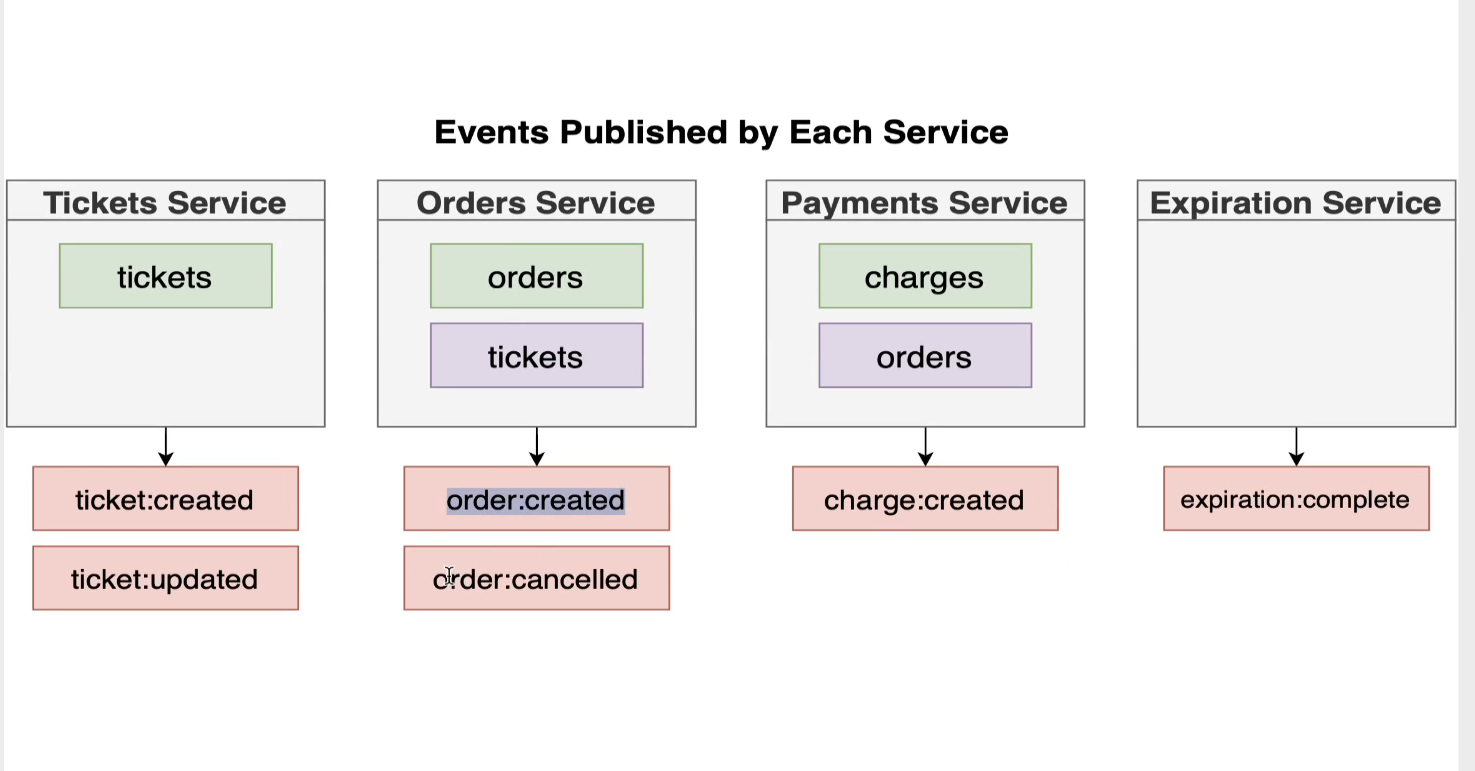 Events Published by Each Service
Tickets Service
tickets
ticket:created
ticket:updated
Orders Service
orders
tickets
order:created
order:cancelled
Payments Service
charges
orders
charge:created
Expiration Service
expiration:complete